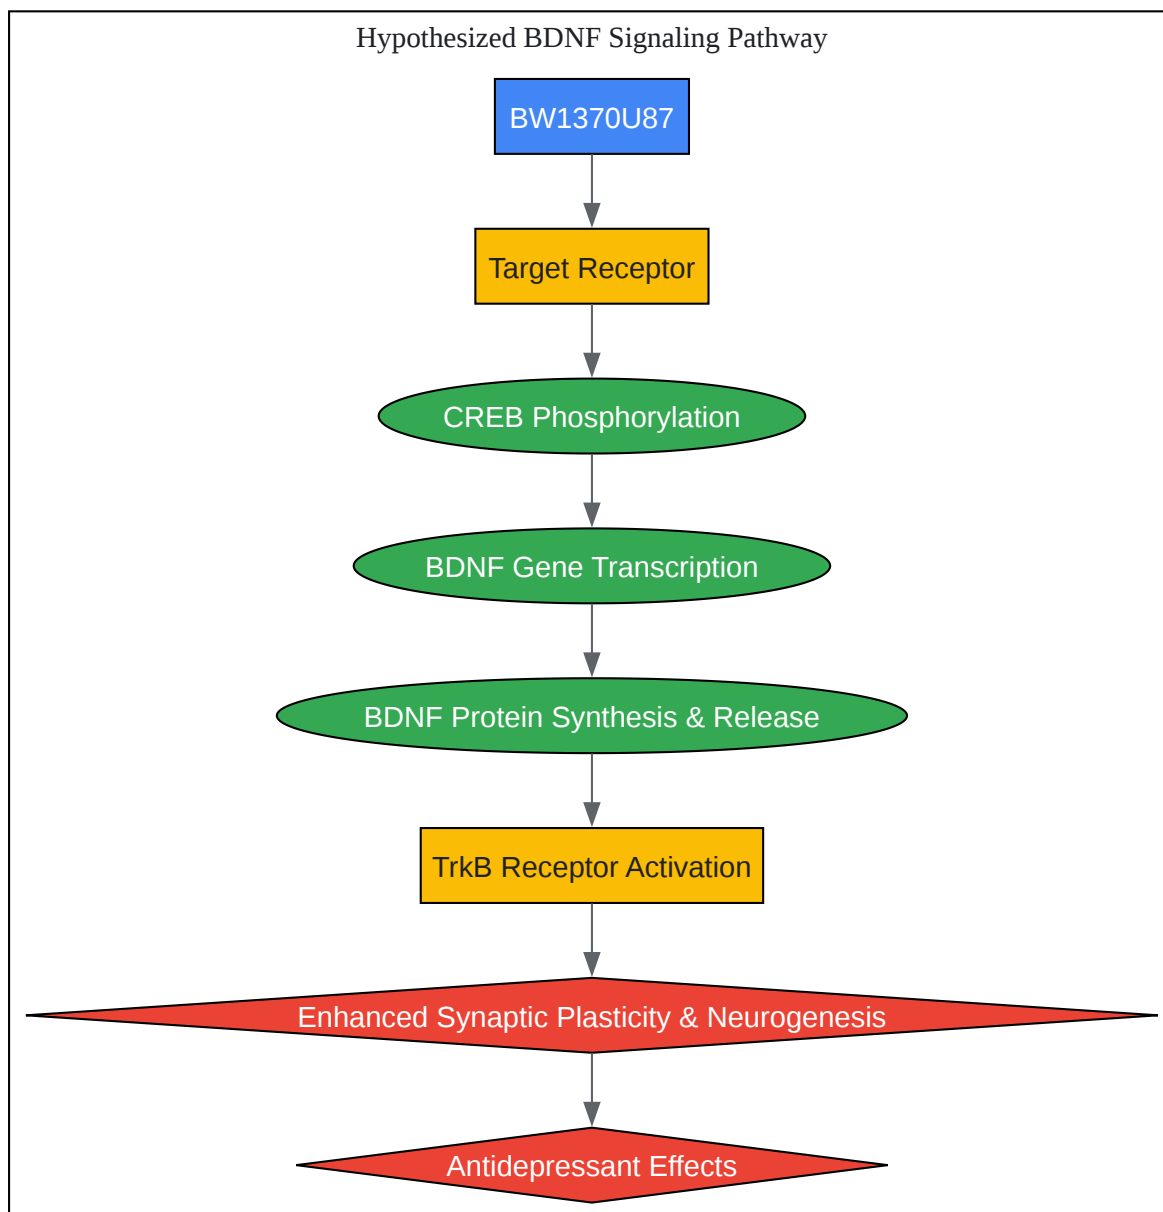 Hypothesized BDNF Signaling Pathway
BW1370U87
Target Receptor
CREB Phosphorylation
BDNF Gene Transcription
BDNF Protein Synthesis & Release
TrkB Receptor Activation
Enhanced Synaptic Plasticity & Neurogenesis
Antidepressant Effects